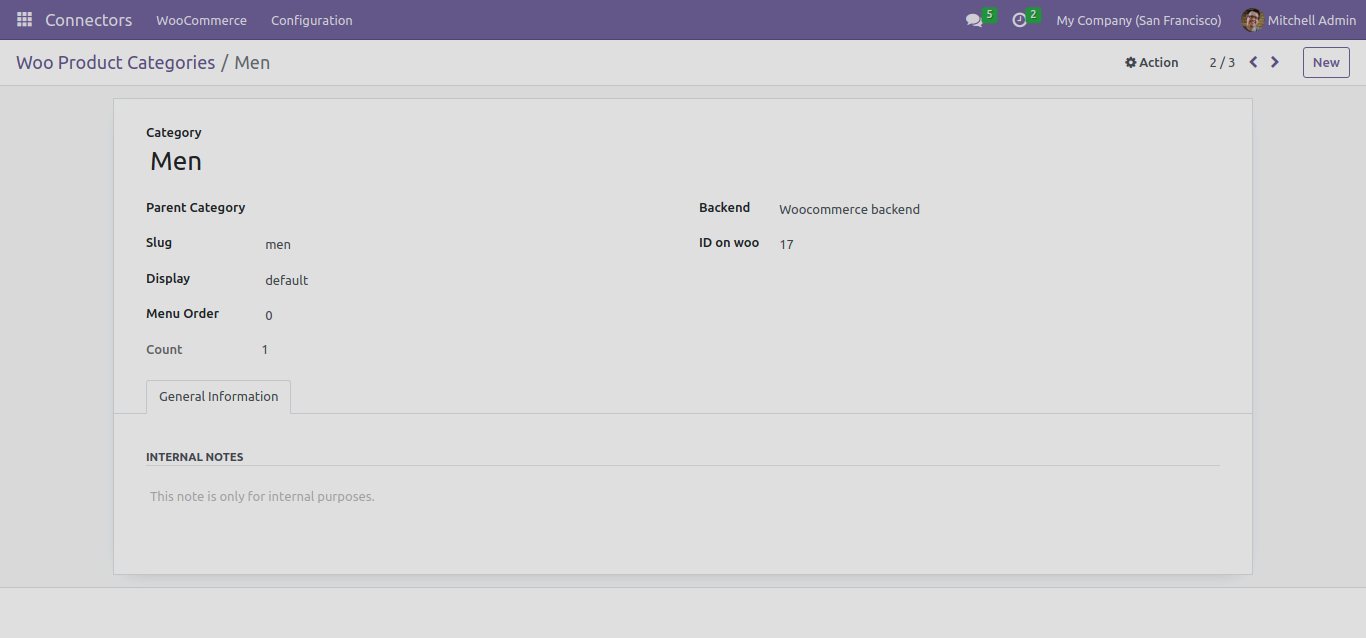 Connectors WooCommerce Configuration 5 2 My Company (San Francisco) Mitchell Admin
Woo Product Categories / Men Action 2 / 3 New
Category
Men
Parent Category Backend Woocommerce backend
Slug men ID on woo 17
Display default
Menu Order 0
Count 1
General Information
INTERNAL NOTES
This note is only for internal purposes.